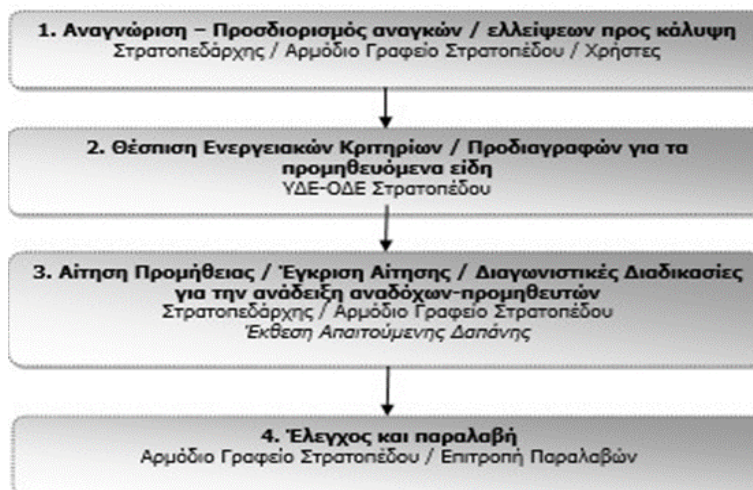 1. Αναγνώριση – Προσδιορισμός αναγκών / ελλείψεων προς κάλυψη
Στρατοπεδάρχης / Αρμόδιο Γραφείο Στρατοπέδου / Χρήστες
2. Θέσπιση Ενεργειακών Κριτηρίων / Προδιαγραφών για τα
προμηθευόμενα είδη
ΥΔΕ-ΟΔΕ Στρατοπέδου
3. Αίτηση Προμήθειας / Έγκριση Αίτησης / Διαγωνιστικές Διαδικασίες
για την ανάδειξη αναδόχων-προμηθευτών
Στρατοπεδάρχης / Αρμόδιο Γραφείο Στρατοπέδου
Έκθεση Απαιτούμενης Δαπάνης
4. Έλεγχος και παραλαβή
Αρμόδιο Γραφείο Στρατοπέδου / Επιτροπή Παραλαβών